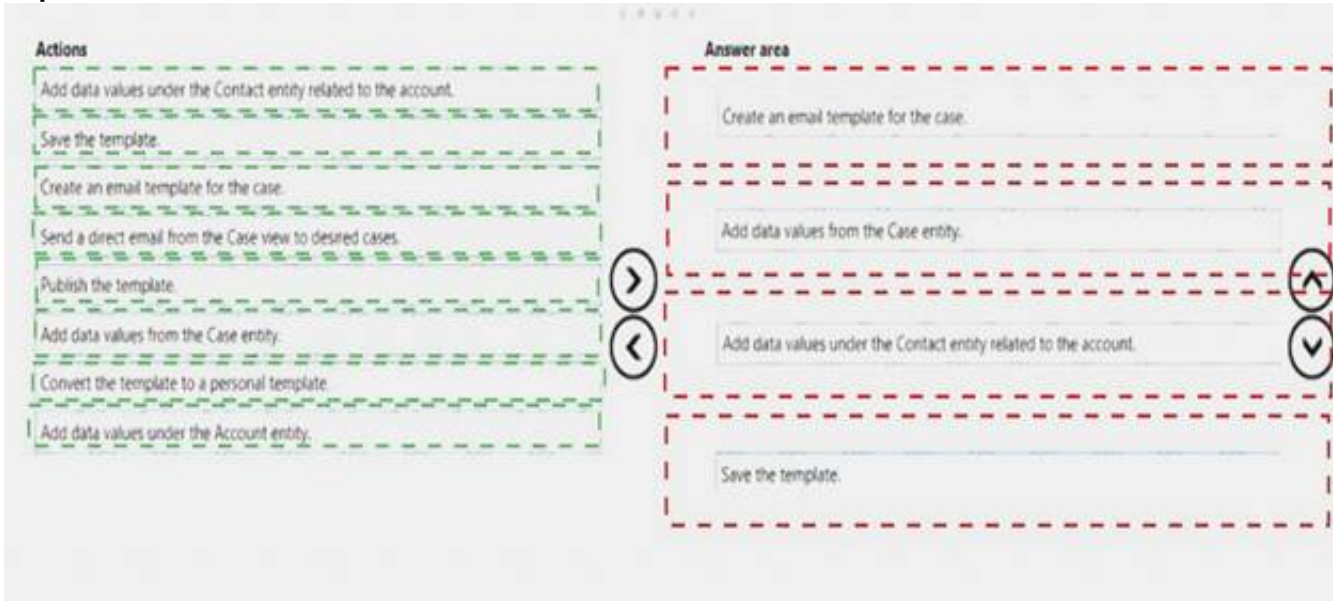 Actions
Add data values under the Contact entity related to the account.
Save the template.
Create an email template for the case.
Send a direct email from the Case view to desired cases.
Publish the template.
Add data values from the Case entity.
Convert the template to a personal template.
Add data values under the Account entity.
Answer area
Create an email template for the case.
Add data values from the Case entity.
Add data values under the Contact entity related to the account.
Save the template.